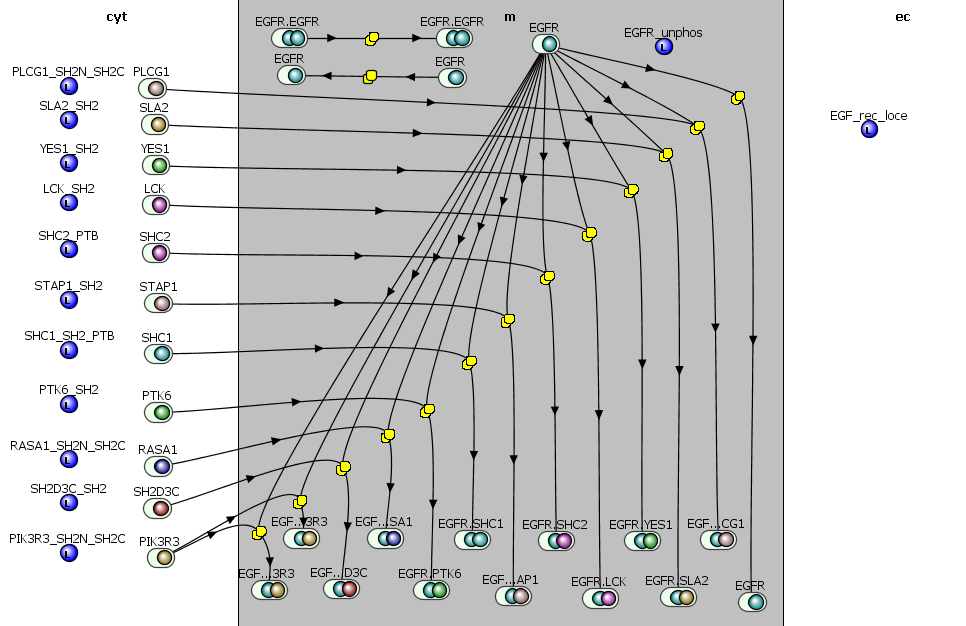 cyt
m
ec
EGFR.EGFR
EGFR.EGFR
EGFR
EGFR_unphos
EGFR
EGFR
PLCG1_SH2N_SH2C
PLCG1
SLA2_SH2
SLA2
EGF_rec_loce
YES1_SH2
YES1
LCK_SH2
LCK
SHC2_PTB
SHC2
STAP1_SH2
STAP1
SHC1_SH2_PTB
SHC1
PTK6_SH2
PTK6
RASA1_SH2N_SH2C
RASA1
SH2D3C_SH2
SH2D3C
PIK3R3_SH2N_SH2C
PIK3R3
EGF...3R3
EGF...SA1
EGFR.SHC1
EGFR.SHC2
EGFR.YES1
EGF...CG1
EGF...3R3
EGF...D3C
EGFR.PTK6
EGF...AP1
EGFR.LCK
EGFR.SLA2
EGFR
L
L
L
L
L
L
L
L
L
L
L
L
L